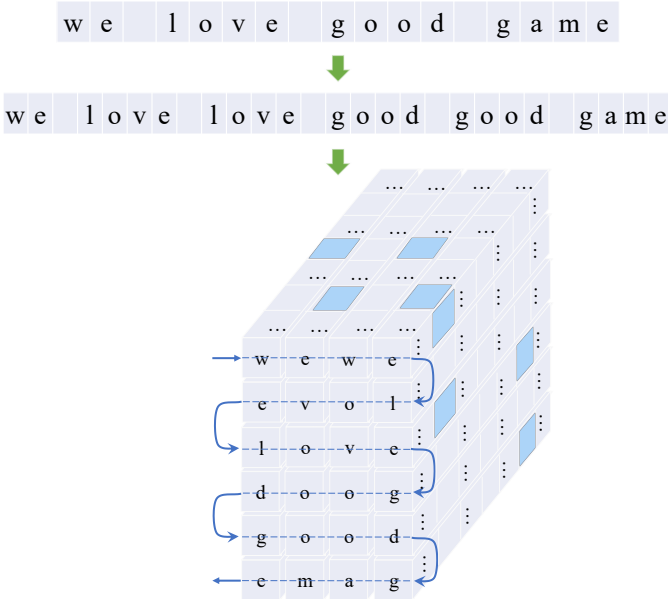 we love good game
we love love good good game
... ... ... ...
... ... ... ...
... ... ... ...
... ... ... ...
w e w e
e v o l
l o v e
d o o g
g o o d
e m a g